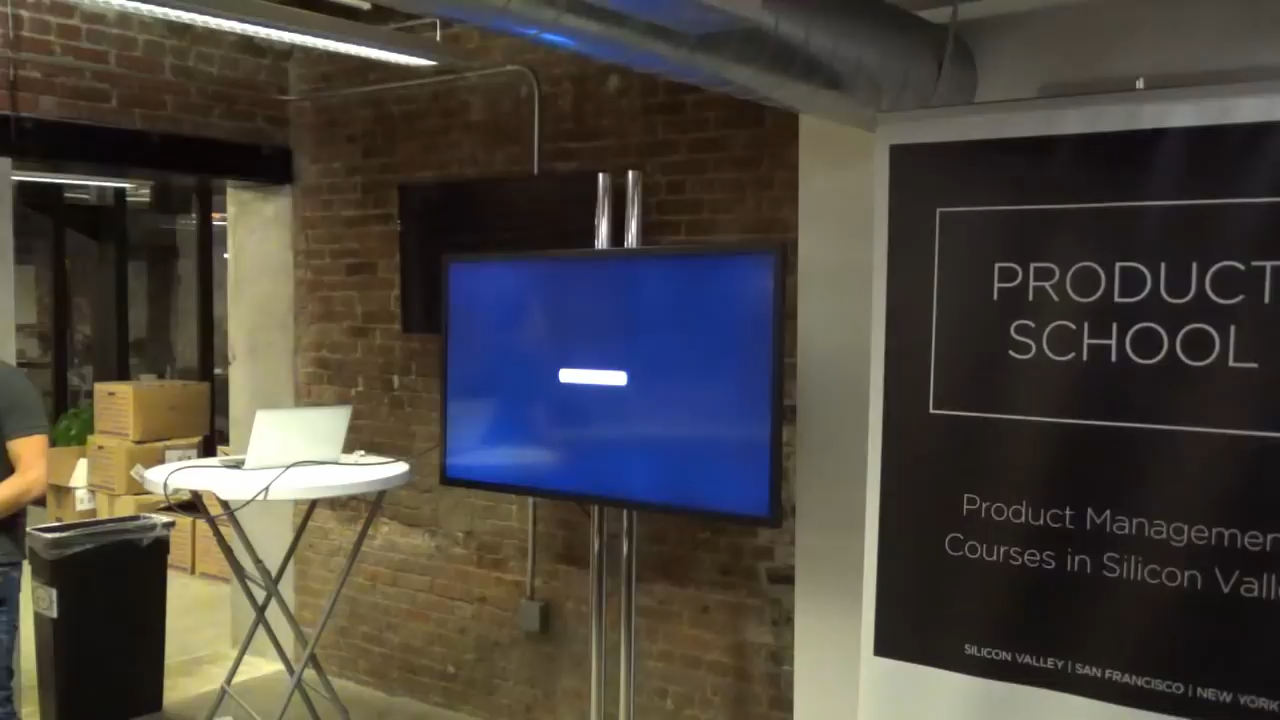 PRODUCT
SCHOOL
Product Managemen
Courses in Silicon Vall
SILICON VALLEY | SAN FRANCISCO | NEW YORK